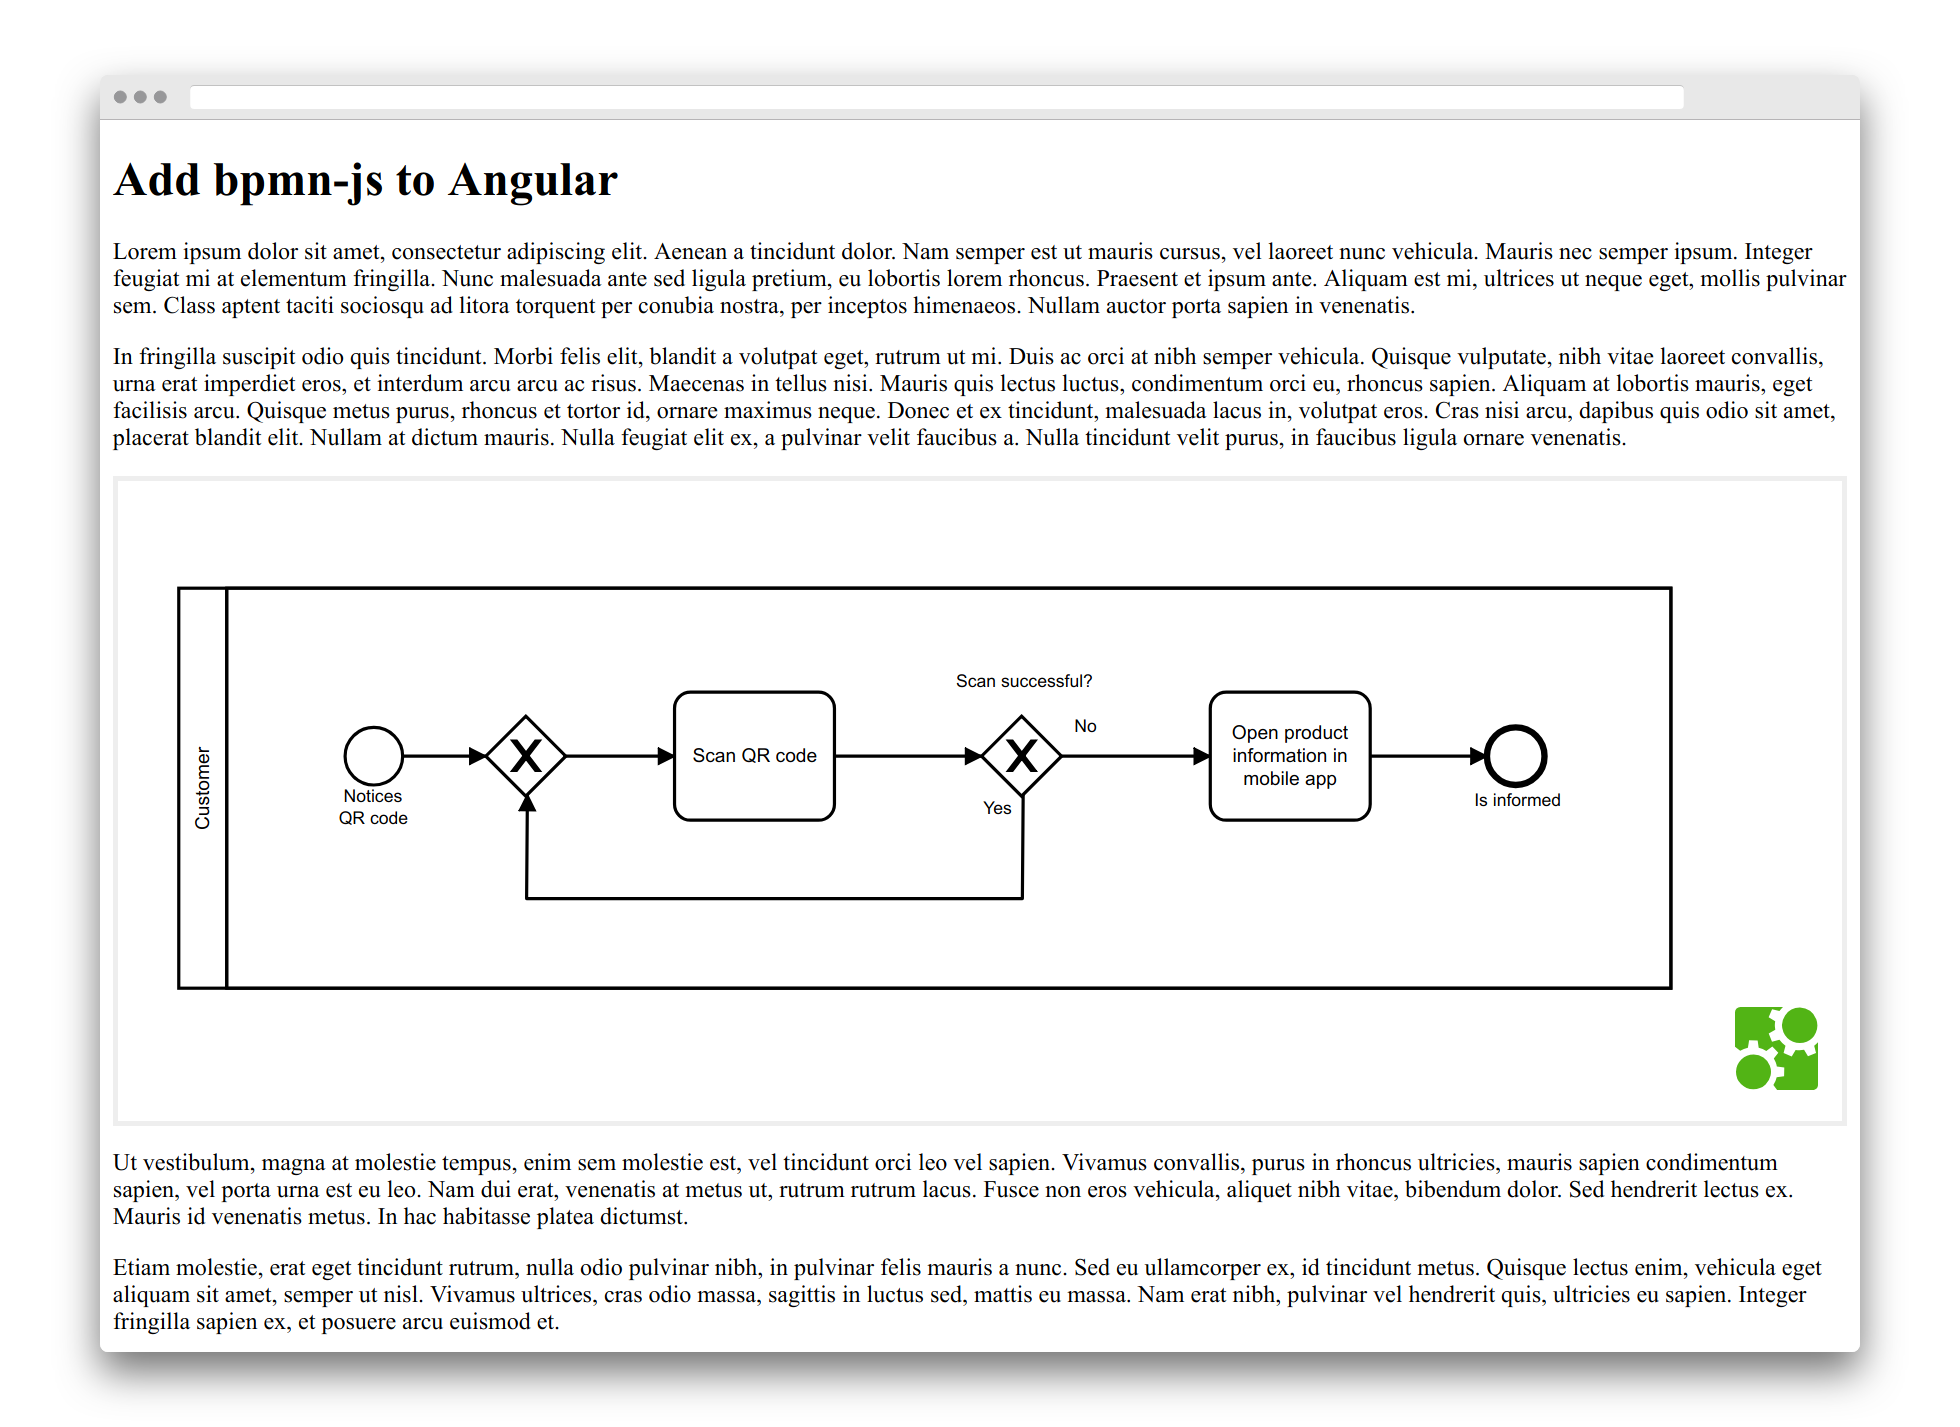 Add bpmn-js to Angular
Lorem ipsum dolor sit amet, consectetur adipiscing elit. Aenean a tincidunt dolor. Nam semper est ut mauris cursus, vel laoreet nunc vehicula. Mauris nec semper ipsum. Integer
feugiat mi at elementum fringilla. Nunc malesuada ante sed ligula pretium, eu lobortis lorem rhoncus. Praesent et ipsum ante. Aliquam est mi, ultrices ut neque eget, mollis pulvinar
sem. Class aptent taciti sociosqu ad litora torquent per conubia nostra, per inceptos himenaeos. Nullam auctor porta sapien in venenatis.
In fringilla suscipit odio quis tincidunt. Morbi felis elit, blandit a volutpat eget, rutrum ut mi. Duis ac orci at nibh semper vehicula. Quisque vulputate, nibh vitae laoreet convallis,
urna erat imperdiet eros, et interdum arcu arcu ac risus. Maecenas in tellus nisi. Mauris quis lectus luctus, condimentum orci eu, rhoncus sapien. Aliquam at lobortis mauris, eget
facilisis arcu. Quisque metus purus, rhoncus et tortor id, ornare maximus neque. Donec et ex tincidunt, malesuada lacus in, volutpat eros. Cras nisi arcu, dapibus quis odio sit amet,
placerat blandit elit. Nullam at dictum mauris. Nulla feugiat elit ex, a pulvinar velit faucibus a. Nulla tincidunt velit purus, in faucibus ligula ornare venenatis.
Customer
Notices
QR code
Scan QR code
Scan successful?
No
Yes
Open product
information in
mobile app
Is informed
Ut vestibulum, magna at molestie tempus, enim sem molestie est, vel tincidunt orci leo vel sapien. Vivamus convallis, purus in rhoncus ultricies, mauris sapien condimentum
sapien, vel porta urna est eu leo. Nam dui erat, venenatis at metus ut, rutrum rutrum lacus. Fusce non eros vehicula, aliquet nibh vitae, bibendum dolor. Sed hendrerit lectus ex.
Mauris id venenatis metus. In hac habitasse platea dictumst.
Etiam molestie, erat eget tincidunt rutrum, nulla odio pulvinar nibh, in pulvinar felis mauris a nunc. Sed eu ullamcorper ex, id tincidunt metus. Quisque lectus enim, vehicula eget
aliquam sit amet, semper ut nisl. Vivamus ultrices, cras odio massa, sagittis in luctus sed, mattis eu massa. Nam erat nibh, pulvinar vel hendrerit quis, ultricies eu sapien. Integer
fringilla sapien ex, et posuere arcu euismod et.